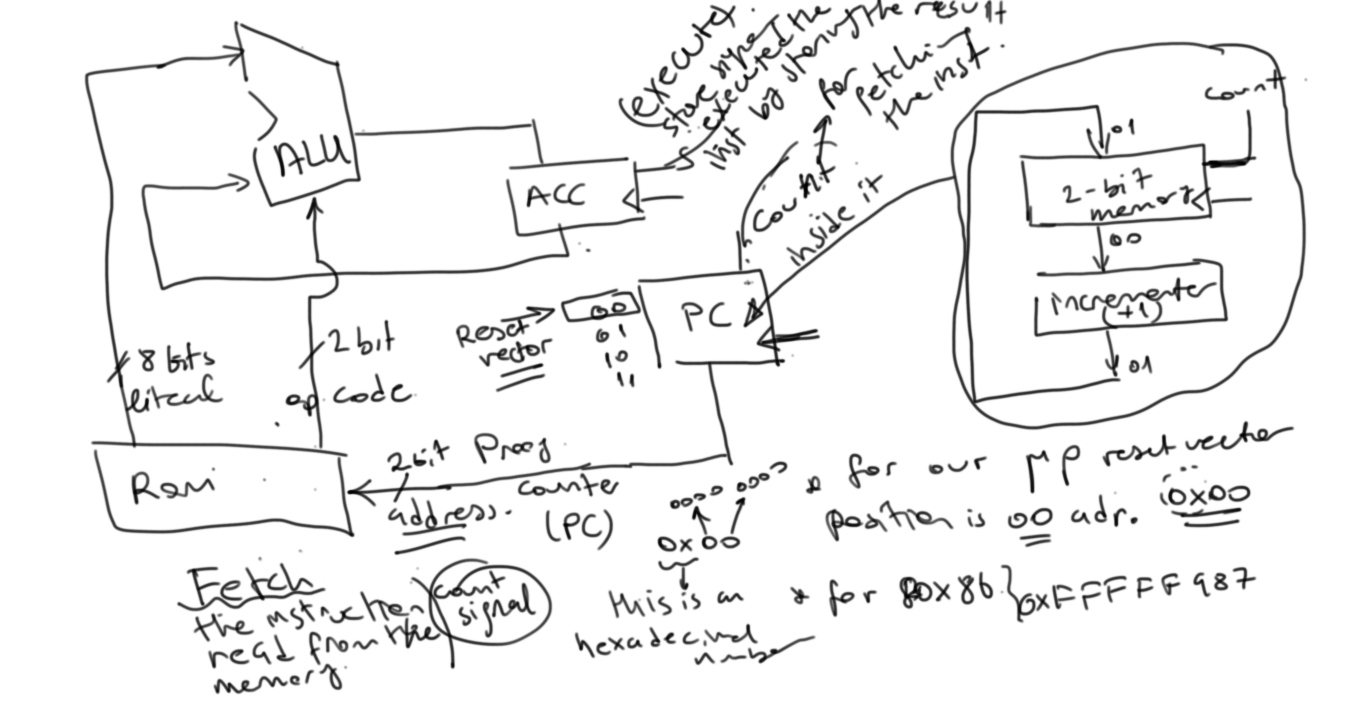 (execute).
store signal the
executed the
inst by storing the result
for
fetching
the inst.
count
ALU
ACC
01
2-bit
memory
00
count
inside it
incrementer
(+1)
01
PC
Reset
vector
00
01
10
11
8 bits
literal
2 bit
op code
Rom
2 bit Prog
counter
address.
(PC)
0000 0000
0x00
this is an
hexadecimal
number
* for our μP reset vector
position is 00 adr. 0x00
* for 80x86 } 0xFFFFF987
Fetch
the instruction
read from the
memory.
count
signal